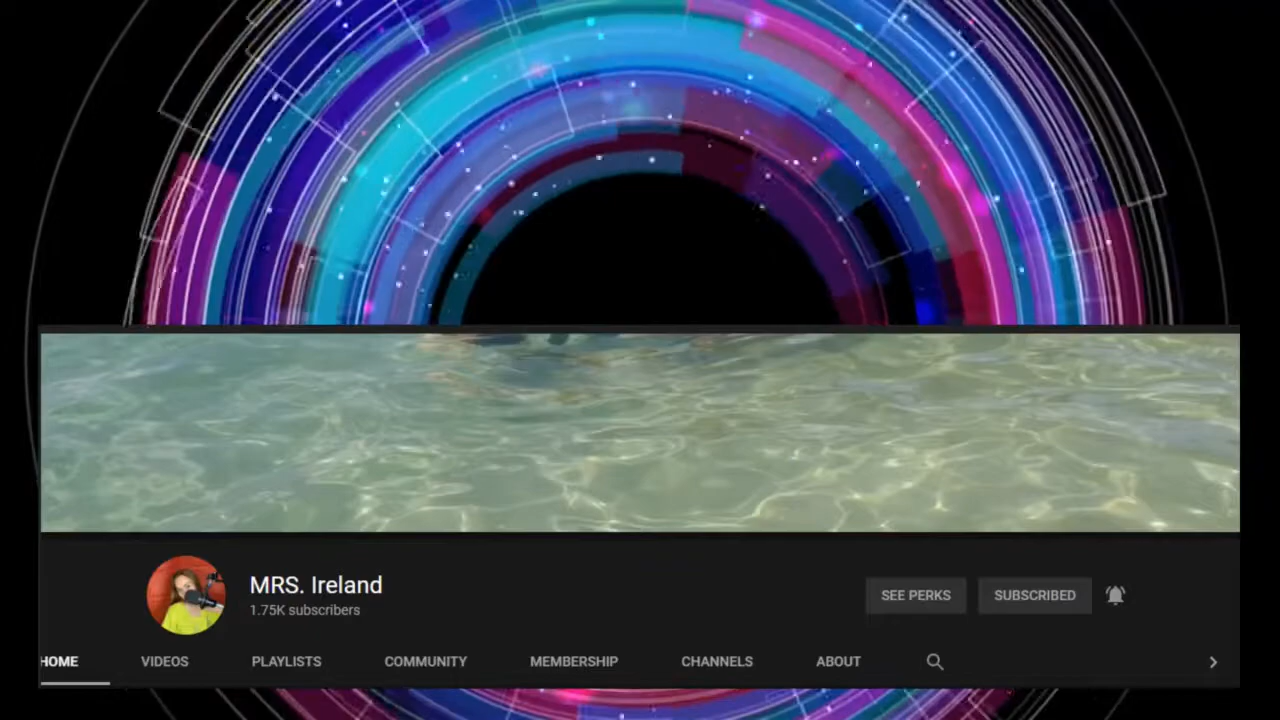 MRS. Ireland
1.75K subscribers
SEE PERKS
SUBSCRIBED
HOME
VIDEOS
PLAYLISTS
COMMUNITY
MEMBERSHIP
CHANNELS
ABOUT